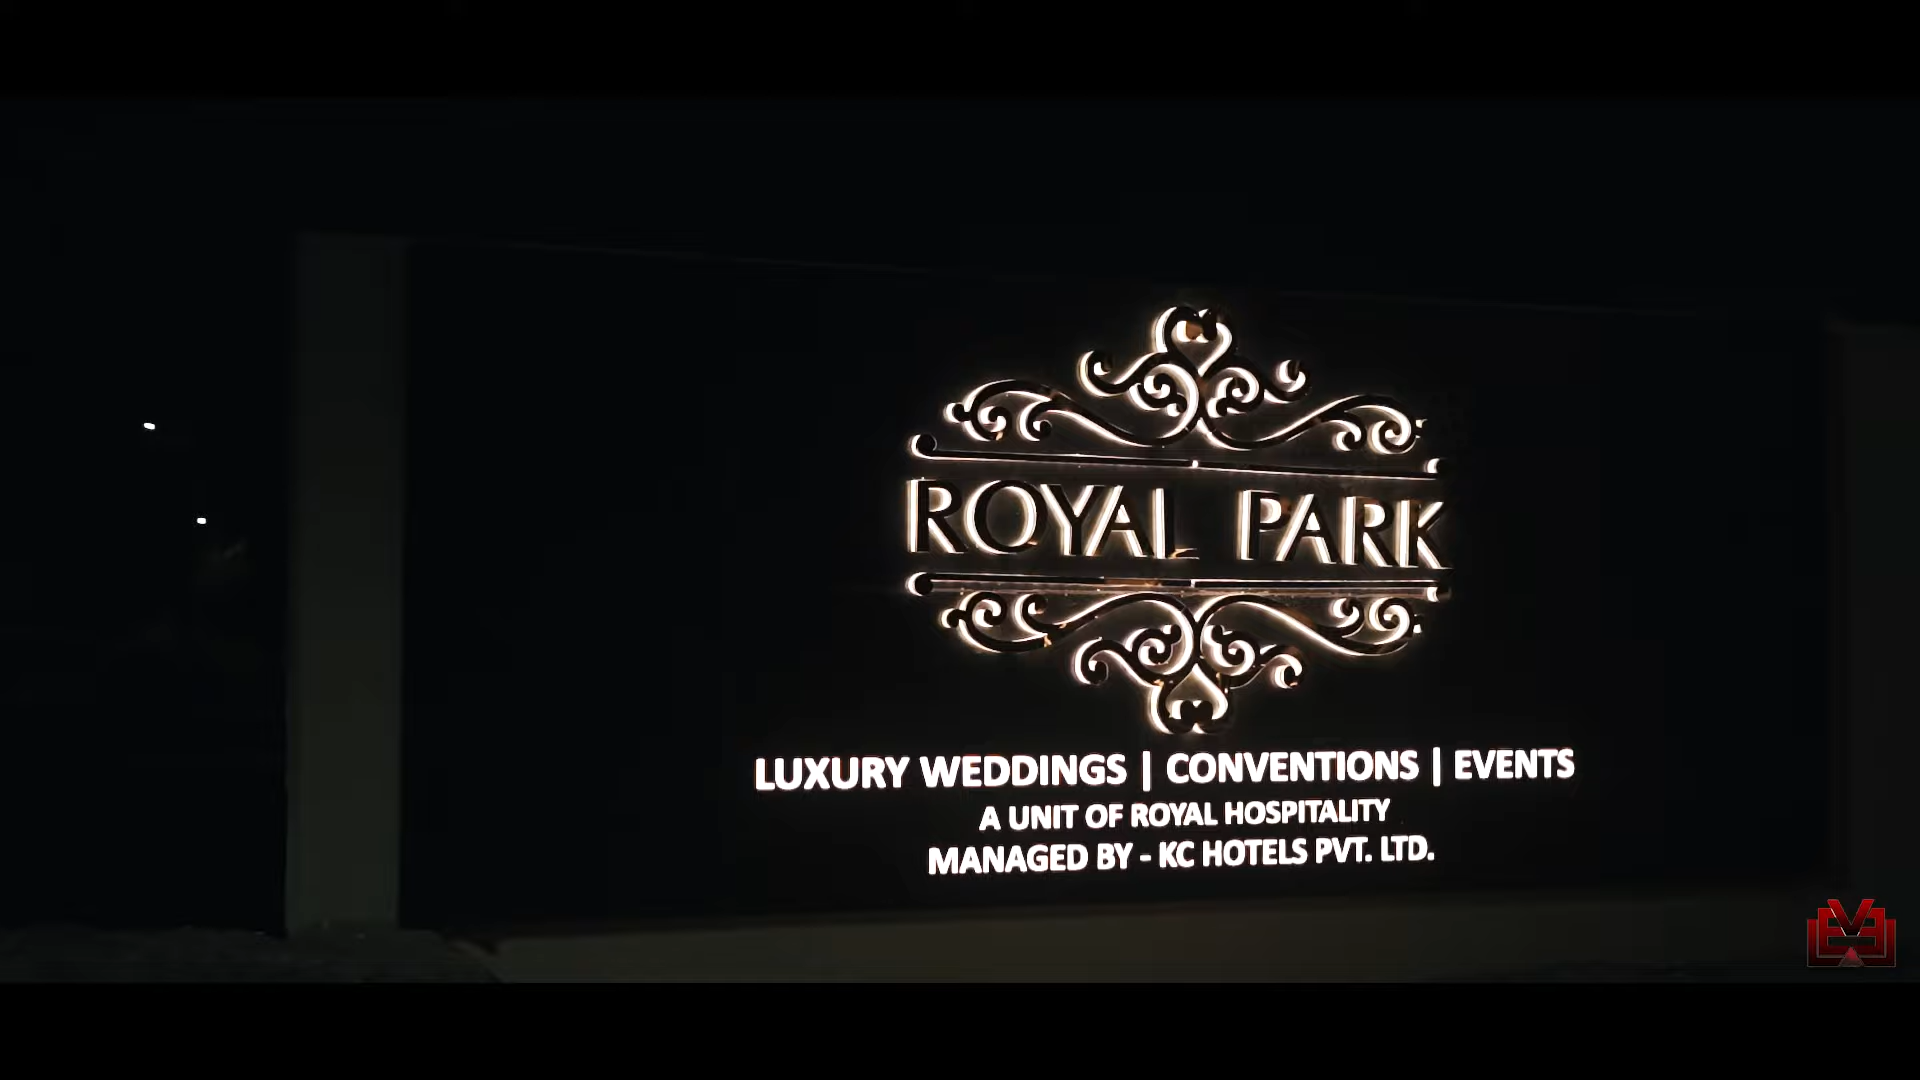 ROYAL PARK
LUXURY WEDDINGS | CONVENTIONS | EVENTS
A UNIT OF ROYAL HOSPITALITY
MANAGED BY - KC HOTELS PVT. LTD.